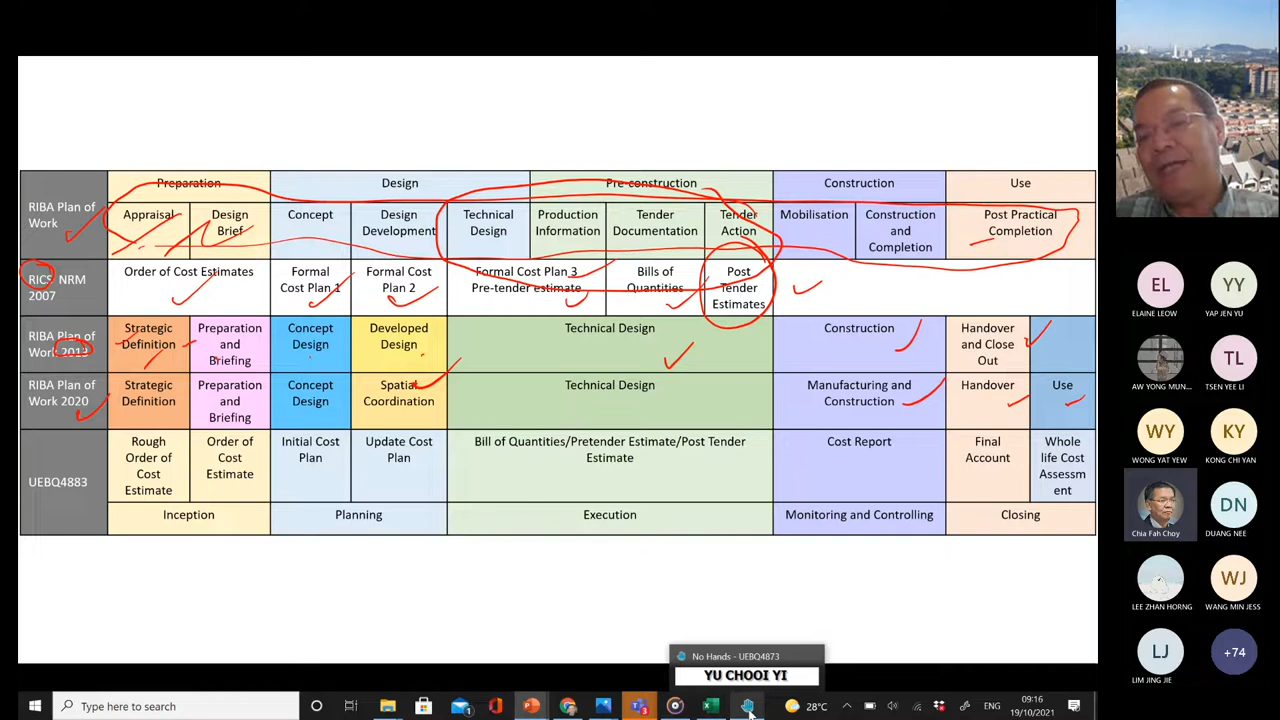 Preparation
Design
Pre-construction
Construction
Use
RIBA Plan of
Work
Appraisal
Design
Brief
Concept
Design
Development
Technical
Design
Production
Information
Tender
Documentation
Tender
Action
Mobilisation
Construction
and
Completion
Post Practical
Completion
RICS NRM
2007
Order of Cost Estimates
Formal
Cost Plan 1
Formal Cost
Plan 2
Formal Cost Plan 3
Pre-tender estimate
Bills of
Quantities
Post
Tender
Estimates
RIBA Plan of
Work 2013
Strategic
Definition
Preparation
and
Briefing
Concept
Design
Developed
Design
Technical Design
Construction
Handover
and Close
Out
RIBA Plan of
Work 2020
Strategic
Definition
Preparation
and
Briefing
Concept
Design
Spatial
Coordination
Technical Design
Manufacturing and
Construction
Handover
Use
UEBQ4883
Rough
Order of
Cost
Estimate
Order of
Cost
Estimate
Initial Cost
Plan
Update Cost
Plan
Bill of Quantities/Pretender Estimate/Post Tender
Estimate
Cost Report
Final
Account
Whole
life Cost
Assessm
ent
Inception
Planning
Execution
Monitoring and Controlling
Closing
EL
ELAINE LEOW
YY
YAP JEN YU
AW YONG MUN...
TL
TSEN YEE LI
WY
WONG YAT YEW
KY
KONG CHI YAN
Chia Fah Choy
DN
DUANG NEE
LEE ZHAN HORNG
WJ
WANG MIN JESS
LJ
LIM JING JIE
+74
No Hands - UEBQ4873
YU CHOOI YI
Type here to search
28°C
ENG
09:16
19/10/2021